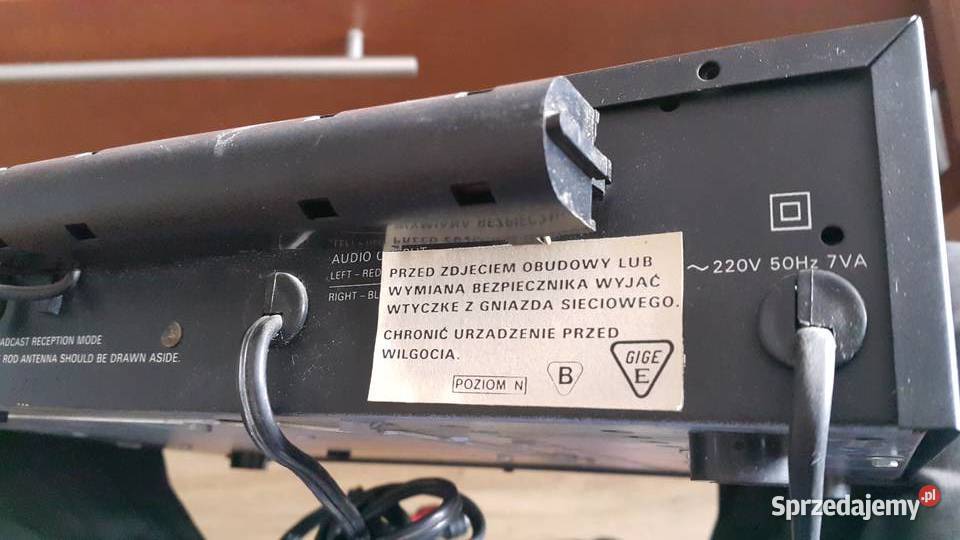 AUDIO
LEFT - RED
RIGHT - BL
PRZED ZDJECIEM OBUDOWY LUB
WYMIANA BEZPIECZNIKA WYJAĆ
WTYCZKE Z GNIAZDA SIECIOWEGO.
CHRONIĆ URZADZENIE PRZED
WILGOCIA.
POZIOM N
B
GIGE
E
~220V 50Hz 7VA
ADCAST RECEPTION MODE
ROD ANTENNA SHOULD BE DRAWN ASIDE.
Sprzedajemy.pl